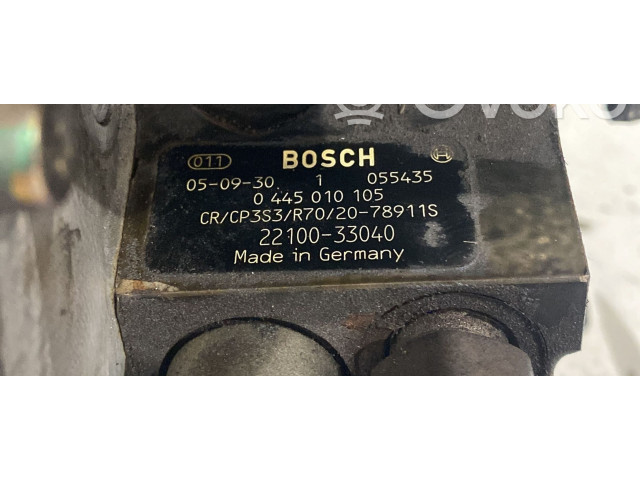 011 BOSCH
05-09-30 1 055435
0 445 010 105
CR/CP3S3/R70/20-78911S
22100-33040
Made in Germany